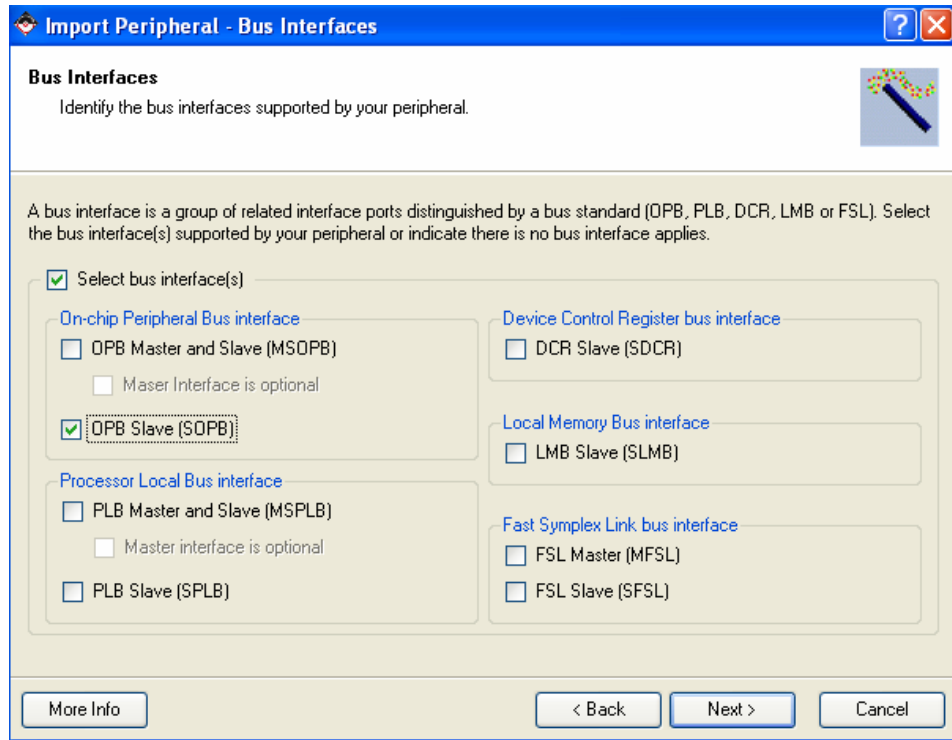 Import Peripheral - Bus Interfaces
Bus Interfaces
Identify the bus interfaces supported by your peripheral.
A bus interface is a group of related interface ports distinguished by a bus standard (OPB, PLB, DCR, LMB or FSL). Select
the bus interface(s) supported by your peripheral or indicate there is no bus interface applies.
Select bus interface(s)
On-chip Peripheral Bus interface
OPB Master and Slave (MSOPB)
Maser Interface is optional
OPB Slave (SOPB)
Processor Local Bus interface
PLB Master and Slave (MSPLB)
Master interface is optional
PLB Slave (SPLB)
Device Control Register bus interface
DCR Slave (SDCR)
Local Memory Bus interface
LMB Slave (SLMB)
Fast Symplex Link bus interface
FSL Master (MFSL)
FSL Slave (SFSL)
More Info
< Back
Next >
Cancel